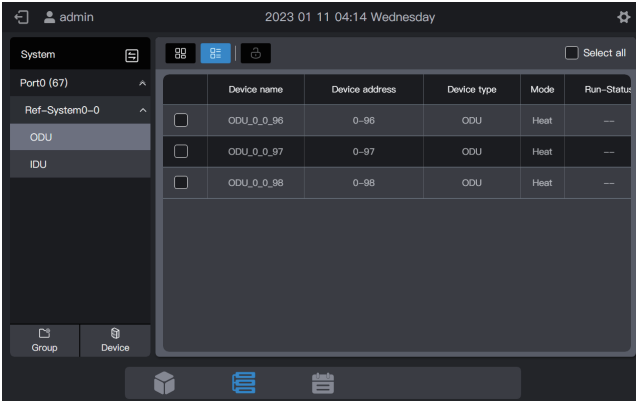 admin
2023 01 11 04:14 Wednesday
System
Select all
Port0 (67)
Ref-System0-0
ODU
IDU
Device name Device address Device type Mode Run-Status
ODU_0_0_96 0-96 ODU Heat --
ODU_0_0_97 0-97 ODU Heat --
ODU_0_0_98 0-98 ODU Heat --
Group Device